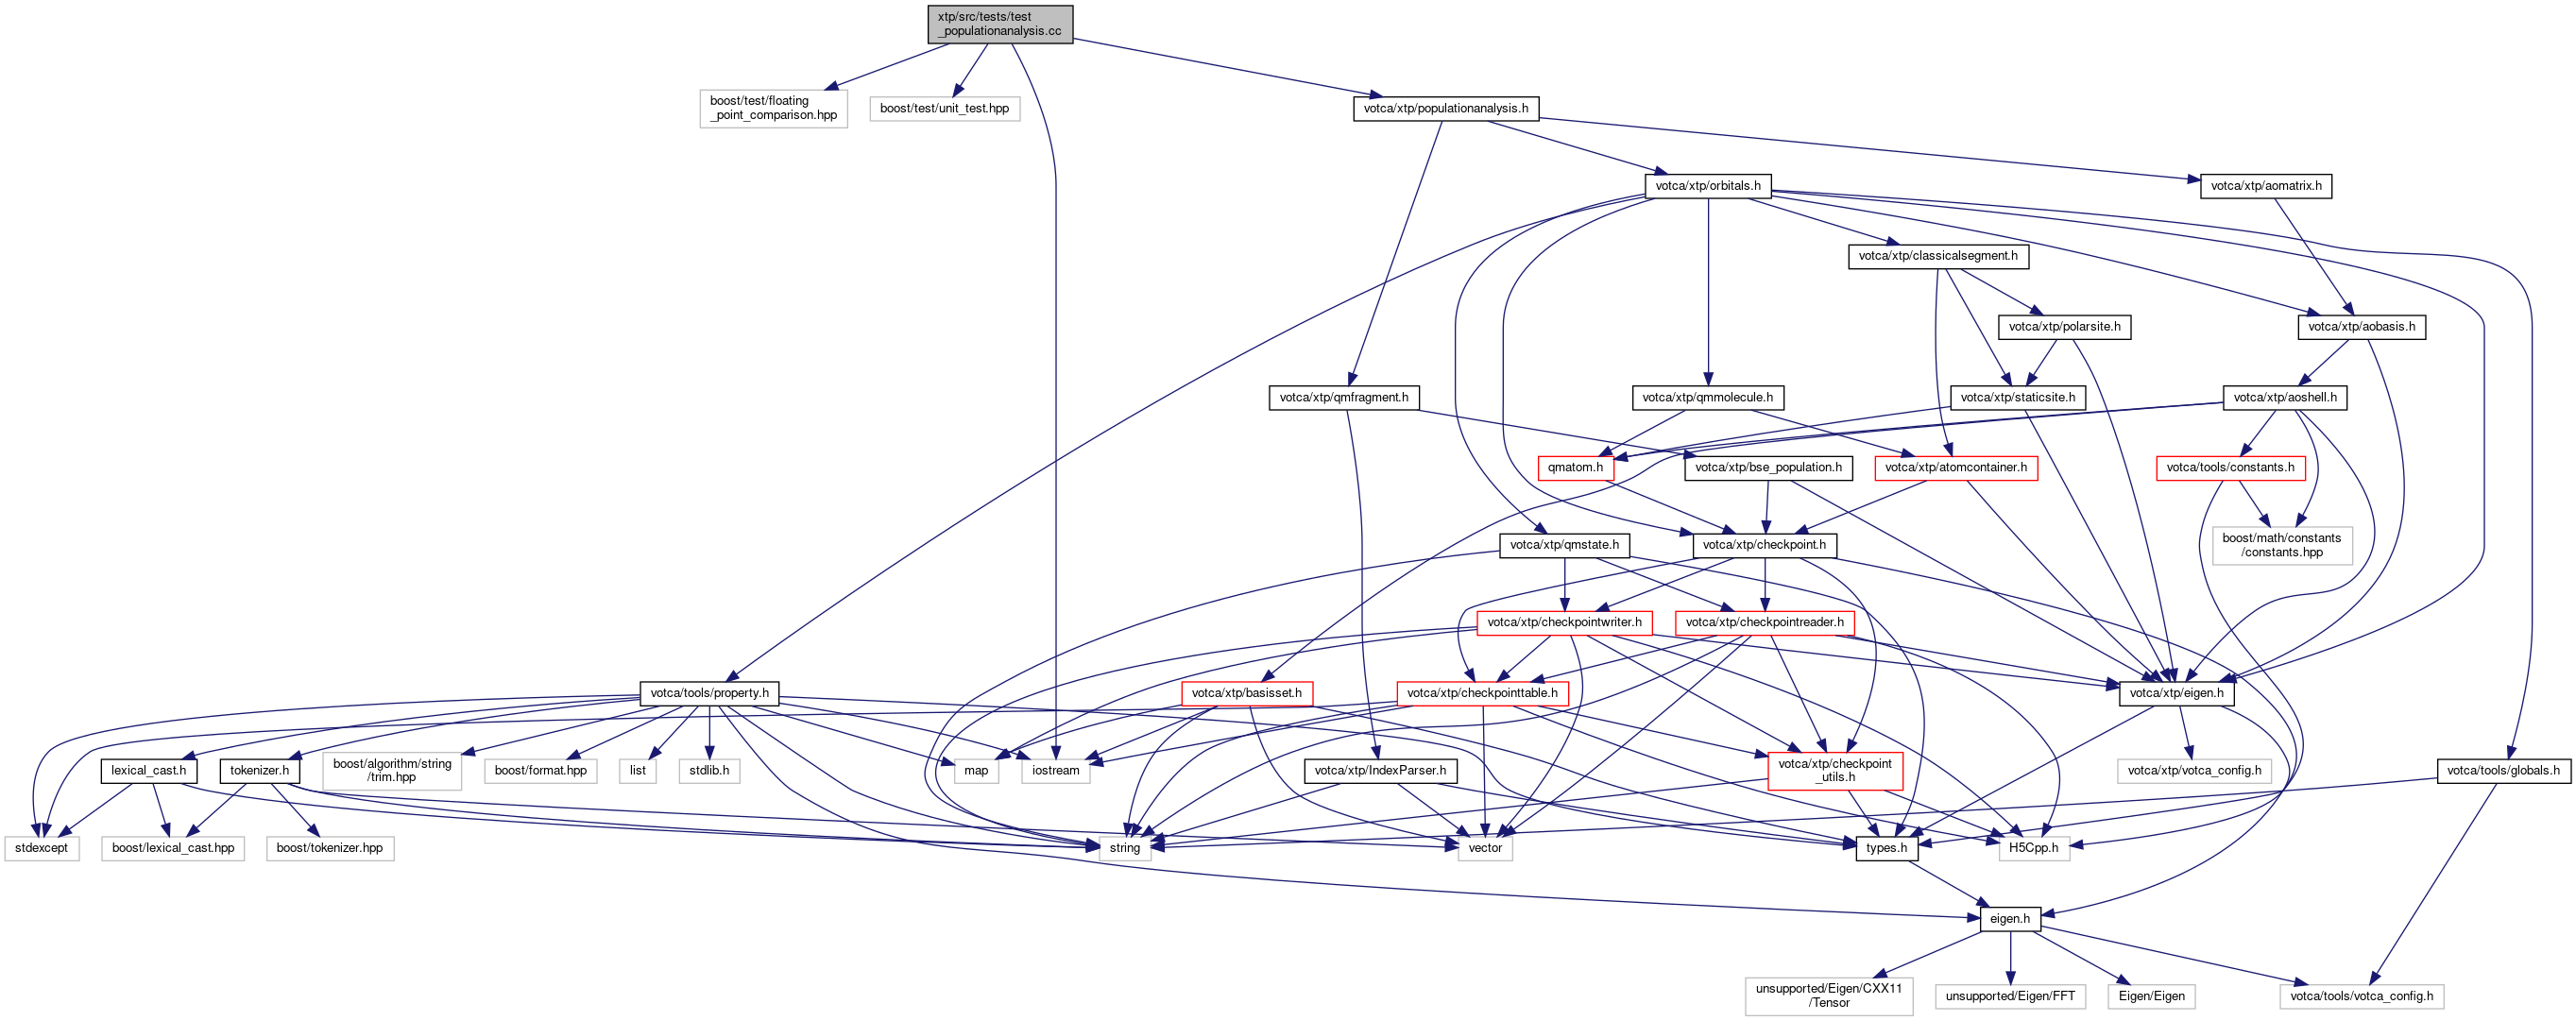 xtp/src/tests/test
_populationanalysis.cc
boost/test/floating
_point_comparison.hpp
boost/test/unit_test.hpp
votca/xtp/populationanalysis.h
votca/xtp/orbitals.h
votca/xtp/aomatrix.h
votca/xtp/classicalsegment.h
votca/xtp/polarsite.h
votca/xtp/aobasis.h
votca/xtp/qmfragment.h
votca/xtp/qmmolecule.h
votca/xtp/staticsite.h
votca/xtp/aoshell.h
qmatom.h
votca/xtp/bse_population.h
votca/xtp/atomcontainer.h
votca/tools/constants.h
votca/xtp/qmstate.h
votca/xtp/checkpoint.h
boost/math/constants
/constants.hpp
votca/xtp/checkpointwriter.h
votca/xtp/checkpointreader.h
votca/tools/property.h
votca/xtp/basisset.h
votca/xtp/checkpointtable.h
votca/xtp/eigen.h
lexical_cast.h
tokenizer.h
boost/algorithm/string
/trim.hpp
boost/format.hpp
list
stdlib.h
map
iostream
votca/xtp/IndexParser.h
votca/xtp/checkpoint
_utils.h
votca/xtp/votca_config.h
votca/tools/globals.h
stdexcept
boost/lexical_cast.hpp
boost/tokenizer.hpp
string
vector
types.h
H5Cpp.h
eigen.h
unsupported/Eigen/CXX11
/Tensor
unsupported/Eigen/FFT
Eigen/Eigen
votca/tools/votca_config.h